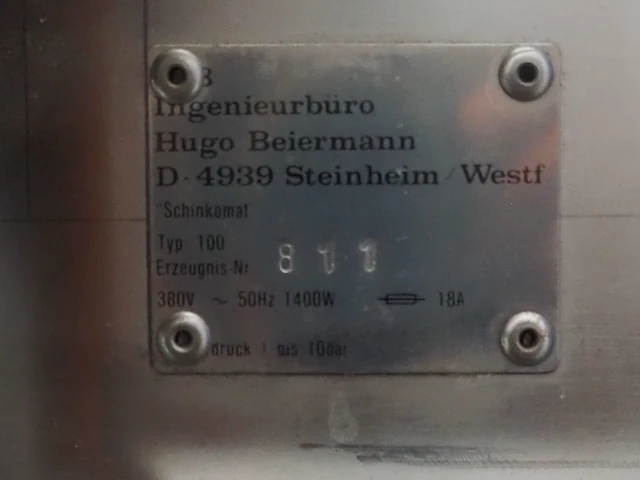 Ingenieurbüro
Hugo Beiermann
D-4939 Steinheim/Westf
"Schinkomat
Typ 100
Erzeugnis-Nr 811
380V ~ 50Hz 1400W 18A
druck 1 bis 10bar